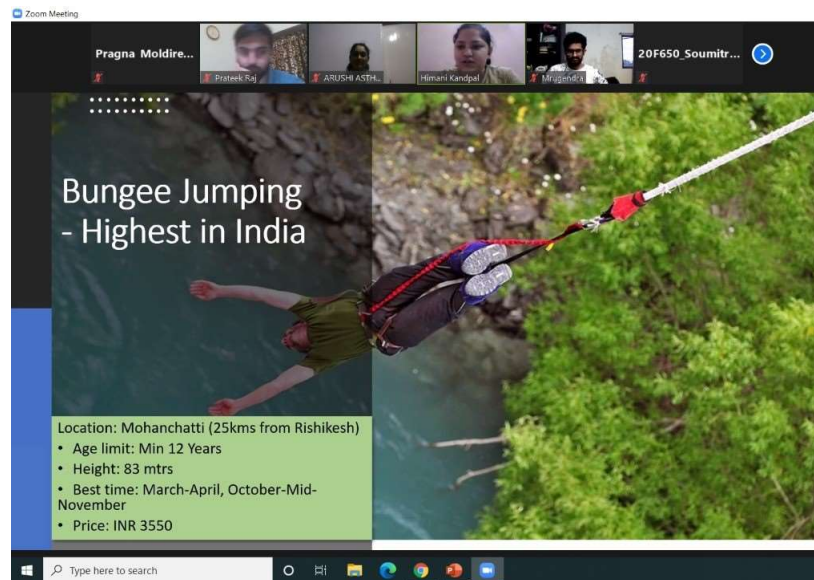 Zoom Meeting
Pragna Moldire...
Prateek Raj
ARUSHI ASTH...
Himani Kandpal
Mrugendra
20F650_Soumitr...
Bungee Jumping
- Highest in India
Location: Mohanchatti (25kms from Rishikesh)
• Age limit: Min 12 Years
• Height: 83 mtrs
• Best time: March-April, October-Mid-
November
• Price: INR 3550
Type here to search